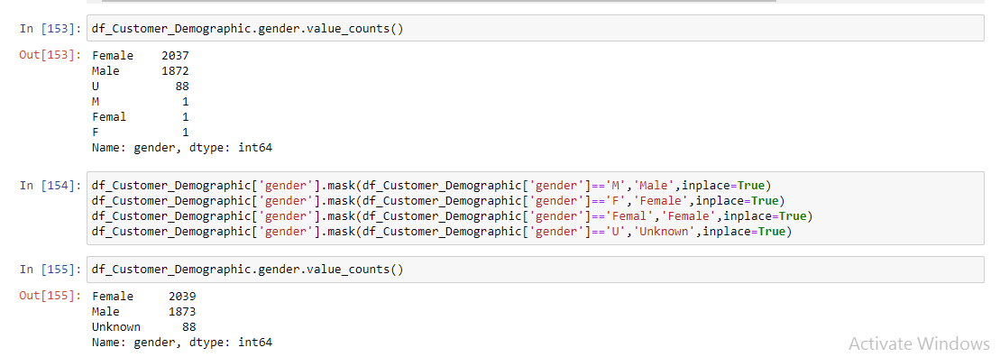 In [153]: df_Customer_Demographic.gender.value_counts()
Out[153]: Female    2037
Male      1872
U           88
M            1
Femal        1
F            1
Name: gender, dtype: int64
In [154]: df_Customer_Demographic['gender'].mask(df_Customer_Demographic['gender']=='M','Male',inplace=True)
df_Customer_Demographic['gender'].mask(df_Customer_Demographic['gender']=='F','Female',inplace=True)
df_Customer_Demographic['gender'].mask(df_Customer_Demographic['gender']=='Femal','Female',inplace=True)
df_Customer_Demographic['gender'].mask(df_Customer_Demographic['gender']=='U','Unknown',inplace=True)
In [155]: df_Customer_Demographic.gender.value_counts()
Out[155]: Female     2039
Male       1873
Unknown      88
Name: gender, dtype: int64
Activate Windows